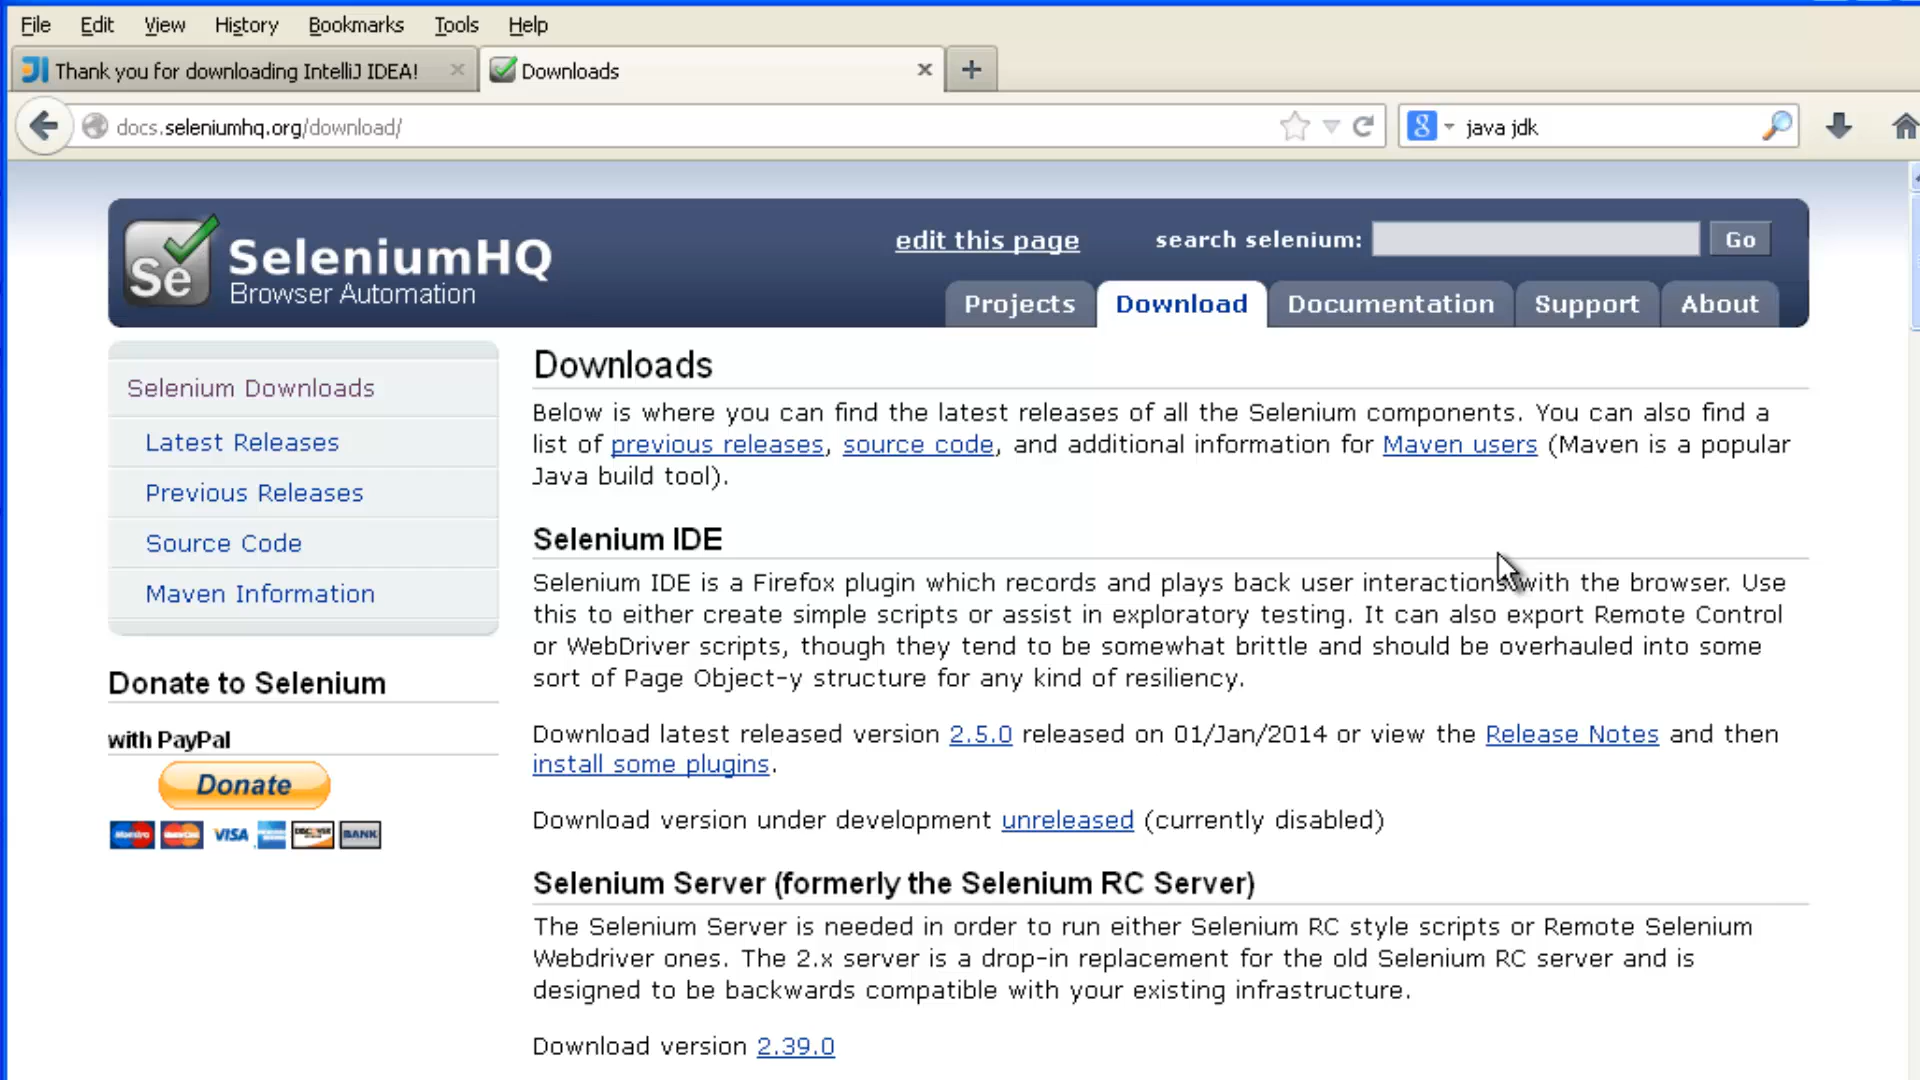 File Edit View History Bookmarks Tools Help
Thank you for downloading IntelliJ IDEA! Downloads
docs.seleniumhq.org/download/ java jdk
SeleniumHQ
Browser Automation
Se
edit this page search selenium: Go
Projects Download Documentation Support About
Selenium Downloads
Latest Releases
Previous Releases
Source Code
Maven Information
Donate to Selenium
with PayPal
Donate
VISA DISCOVER BANK
Downloads
Below is where you can find the latest releases of all the Selenium components. You can also find a
list of previous releases, source code, and additional information for Maven users (Maven is a popular
Java build tool).
Selenium IDE
Selenium IDE is a Firefox plugin which records and plays back user interactions with the browser. Use
this to either create simple scripts or assist in exploratory testing. It can also export Remote Control
or WebDriver scripts, though they tend to be somewhat brittle and should be overhauled into some
sort of Page Object-y structure for any kind of resiliency.
Download latest released version 2.5.0 released on 01/Jan/2014 or view the Release Notes and then
install some plugins.
Download version under development unreleased (currently disabled)
Selenium Server (formerly the Selenium RC Server)
The Selenium Server is needed in order to run either Selenium RC style scripts or Remote Selenium
Webdriver ones. The 2.x server is a drop-in replacement for the old Selenium RC server and is
designed to be backwards compatible with your existing infrastructure.
Download version 2.39.0